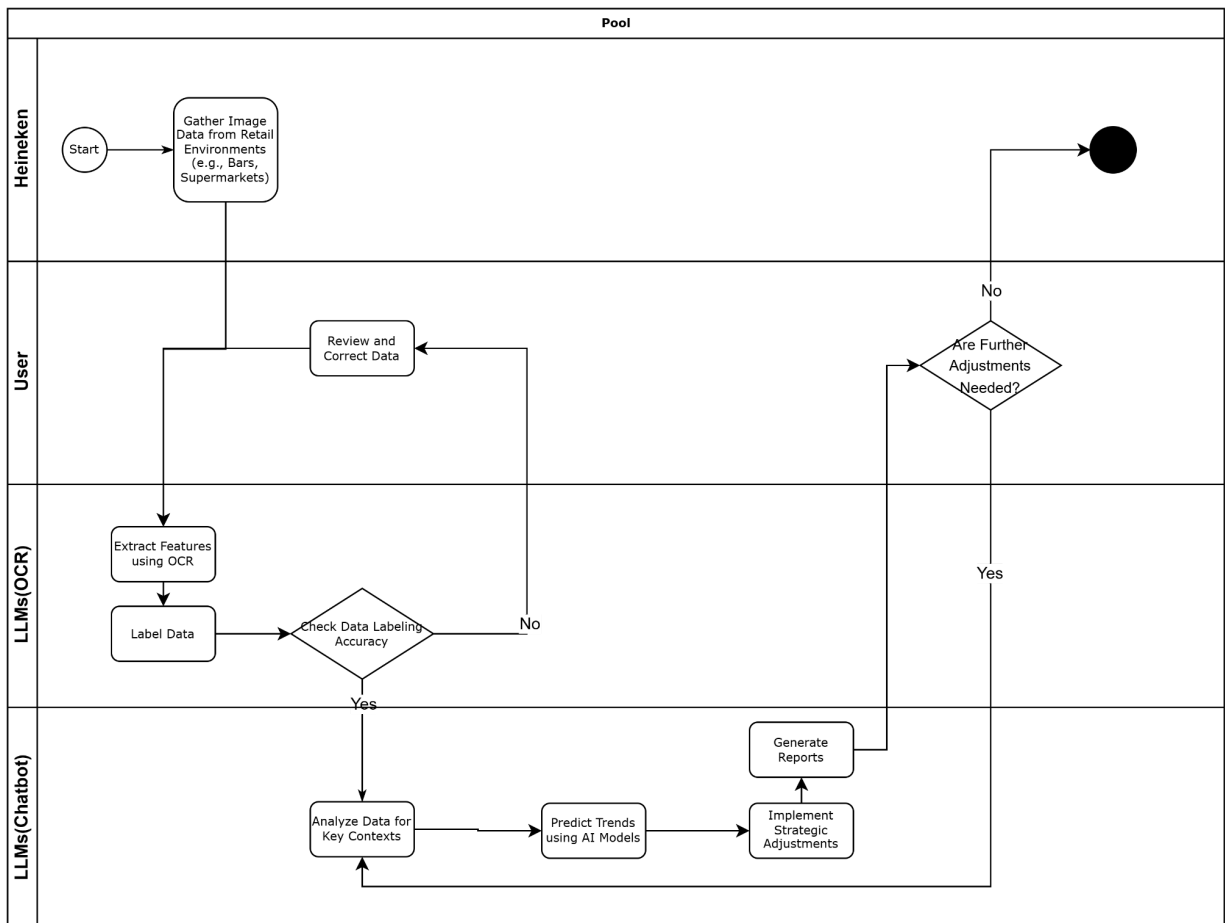 Pool
Heineken
Start
Gather Image
Data from Retail
Environments
(e.g., Bars,
Supermarkets)
User
Review and
Correct Data
No
Are Further
Adjustments
Needed?
LLMs(OCR)
Extract Features
using OCR
Label Data
Check Data Labeling
Accuracy
No
Yes
Yes
LLMs(Chatbot)
Analyze Data for
Key Contexts
Predict Trends
using AI Models
Implement
Strategic
Adjustments
Generate
Reports